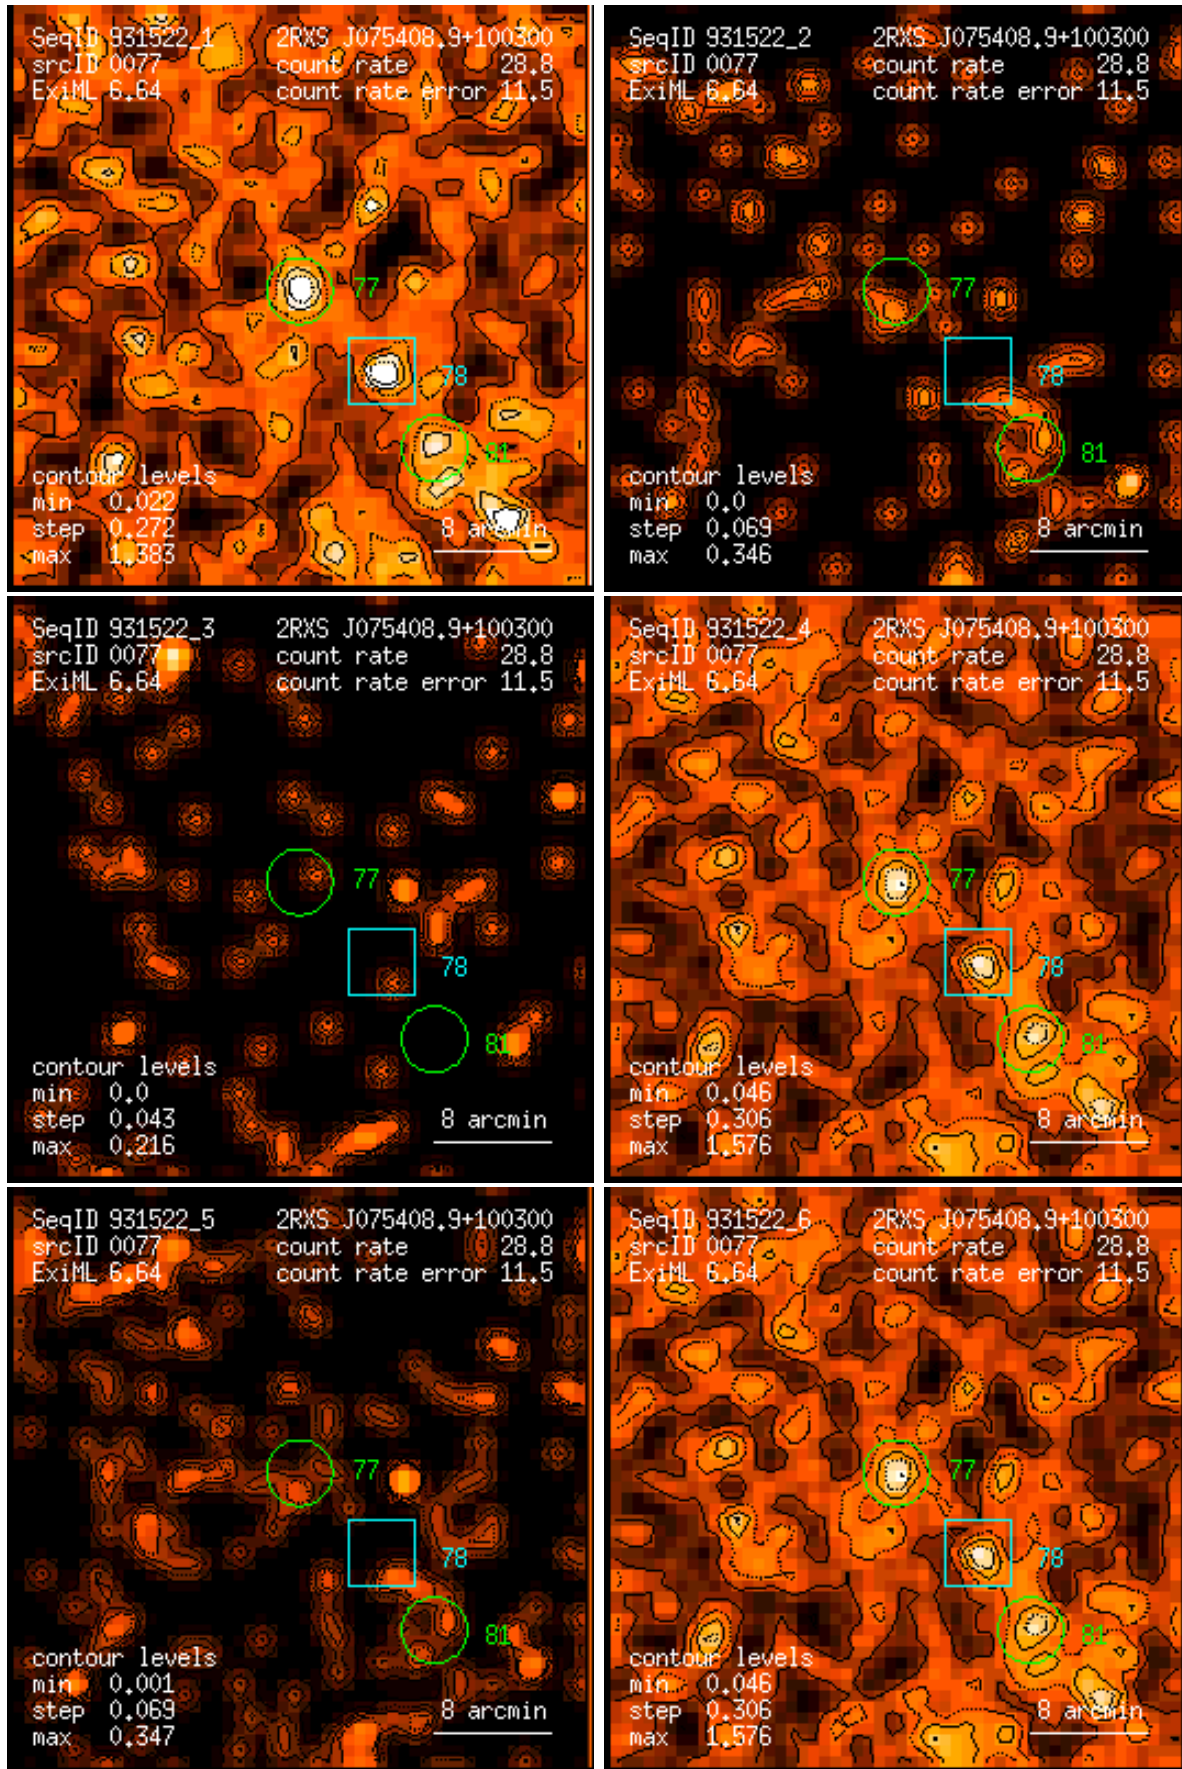 SeqID 931522_1 2RXS J075408.9+100300
srcID 0077 count rate 28.8
ExiML 6.64 count rate error 11.5
77
78
81
contour levels
min 0.022
step 0.272 8 arcmin
max 1.383
SeqID 931522_2 2RXS J075408.9+100300
srcID 0077 count rate 28.8
ExiML 6.64 count rate error 11.5
77
78
81
contour levels
min 0.0
step 0.069 8 arcmin
max 0.346
SeqID 931522_3 2RXS J075408.9+100300
srcID 0077 count rate 28.8
ExiML 6.64 count rate error 11.5
77
78
81
contour levels
min 0.0
step 0.043 8 arcmin
max 0.216
SeqID 931522_4 2RXS J075408.9+100300
srcID 0077 count rate 28.8
ExiML 6.64 count rate error 11.5
77
78
81
contour levels
min 0.046
step 0.306 8 arcmin
max 1.576
SeqID 931522_5 2RXS J075408.9+100300
srcID 0077 count rate 28.8
ExiML 6.64 count rate error 11.5
77
78
81
contour levels
min 0.001
step 0.069 8 arcmin
max 0.347
SeqID 931522_6 2RXS J075408.9+100300
srcID 0077 count rate 28.8
ExiML 6.64 count rate error 11.5
77
78
81
contour levels
min 0.046
step 0.306 8 arcmin
max 1.576